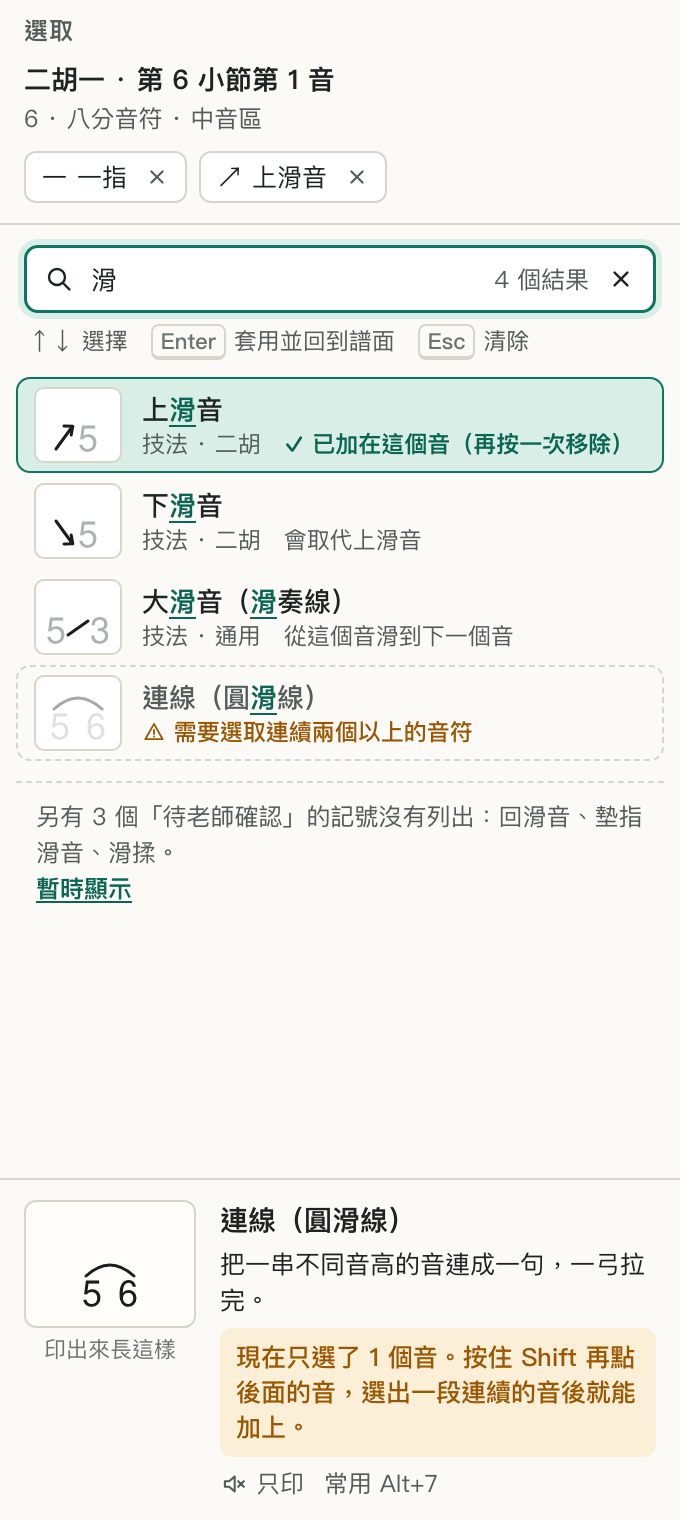 選取
二胡一 · 第 6 小節第 1 音
6 · 八分音符 · 中音區
一 一指 × ↗ 上滑音 ×
滑 4 個結果 ×
↑ ↓ 選擇 Enter 套用並回到譜面 Esc 清除
5 上滑音
技法 · 二胡 ✓ 已加在這個音（再按一次移除）
5 下滑音
技法 · 二胡 會取代上滑音
5 3 大滑音（滑奏線）
技法 · 通用 從這個音滑到下一個音
5 6 連線（圓滑線）
⚠ 需要選取連續兩個以上的音符
另有 3 個「待老師確認」的記號沒有列出：回滑音、墊指
滑音、滑揉。
暫時顯示
連線（圓滑線）
把一串不同音高的音連成一句，一弓拉
完。
5 6
印出來長這樣
現在只選了 1 個音。按住 Shift 再點
後面的音，選出一段連續的音後就能
加上。
只印 常用 Alt+7